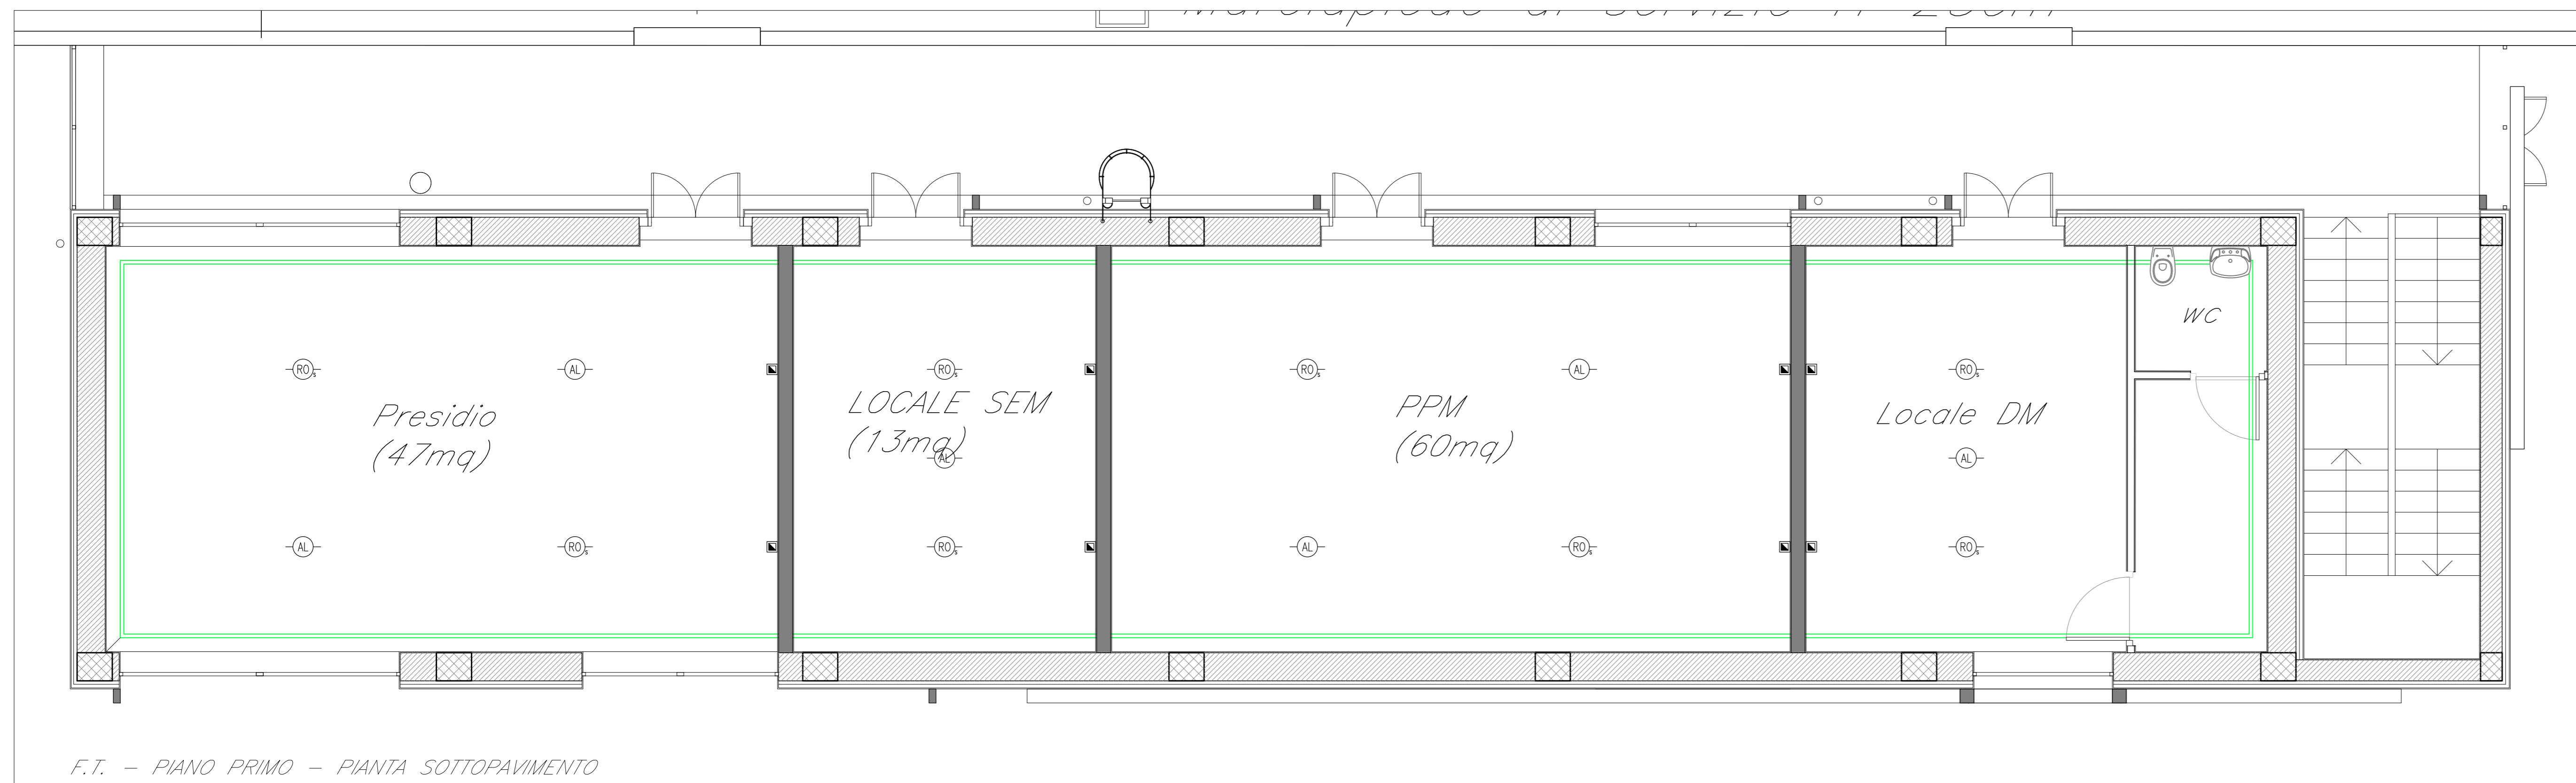 WC
RO s
AL
RO s
RO s
AL
RO s
Presidio
(47mq)
LOCALE SEM
(13mq)
PPM
(60mq)
Locale DM
AL
AL
AL
RO s
RO s
AL
RO s
RO s
F.T. – PIANO PRIMO – PIANTA SOTTOPAVIMENTO